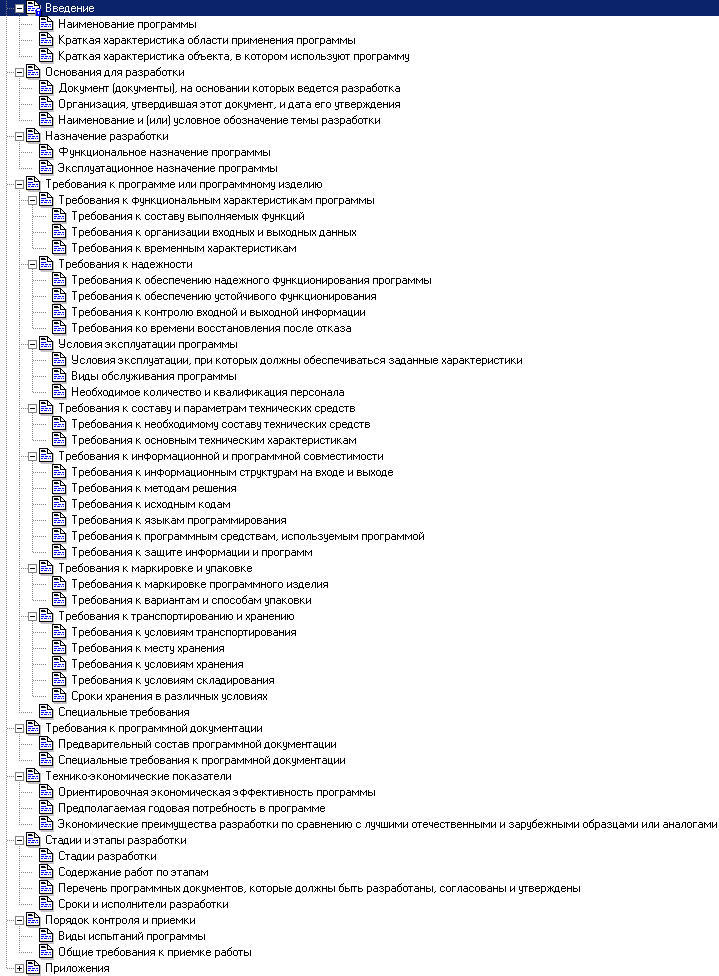 Введение
Наименование программы
Краткая характеристика области применения программы
Краткая характеристика объекта, в котором используют программу
Основания для разработки
Документ (документы), на основании которых ведется разработка
Организация, утвердившая этот документ, и дата его утверждения
Наименование и (или) условное обозначение темы разработки
Назначение разработки
Функциональное назначение программы
Эксплуатационное назначение программы
Требования к программе или программному изделию
Требования к функциональным характеристикам программы
Требования к составу выполняемых функций
Требования к организации входных и выходных данных
Требования к временным характеристикам
Требования к надежности
Требования к обеспечению надежного функционирования программы
Требования к обеспечению устойчивого функционирования
Требования к контролю входной и выходной информации
Требования ко времени восстановления после отказа
Условия эксплуатации программы
Условия эксплуатации, при которых должны обеспечиваться заданные характеристики
Виды обслуживания программы
Необходимое количество и квалификация персонала
Требования к составу и параметрам технических средств
Требования к необходимому составу технических средств
Требования к основным техническим характеристикам
Требования к информационной и программной совместимости
Требования к информационным структурам на входе и выходе
Требования к методам решения
Требования к исходным кодам
Требования к языкам программирования
Требования к программным средствам, используемым программой
Требования к защите информации и программ
Требования к маркировке и упаковке
Требования к маркировке программного изделия
Требования к вариантам и способам упаковки
Требования к транспортированию и хранению
Требования к условиям транспортирования
Требования к месту хранения
Требования к условиям хранения
Требования к условиям складирования
Сроки хранения в различных условиях
Специальные требования
Требования к программной документации
Предварительный состав программной документации
Специальные требования к программной документации
Технико-экономические показатели
Ориентировочная экономическая эффективность программы
Предполагаемая годовая потребность в программе
Экономические преимущества разработки по сравнению с лучшими отечественными и зарубежными образцами или аналогами
Стадии и этапы разработки
Стадии разработки
Содержание работ по этапам
Перечень программных документов, которые должны быть разработаны, согласованы и утверждены
Сроки и исполнители разработки
Порядок контроля и приемки
Виды испытаний программы
Общие требования к приемке работы
Приложения